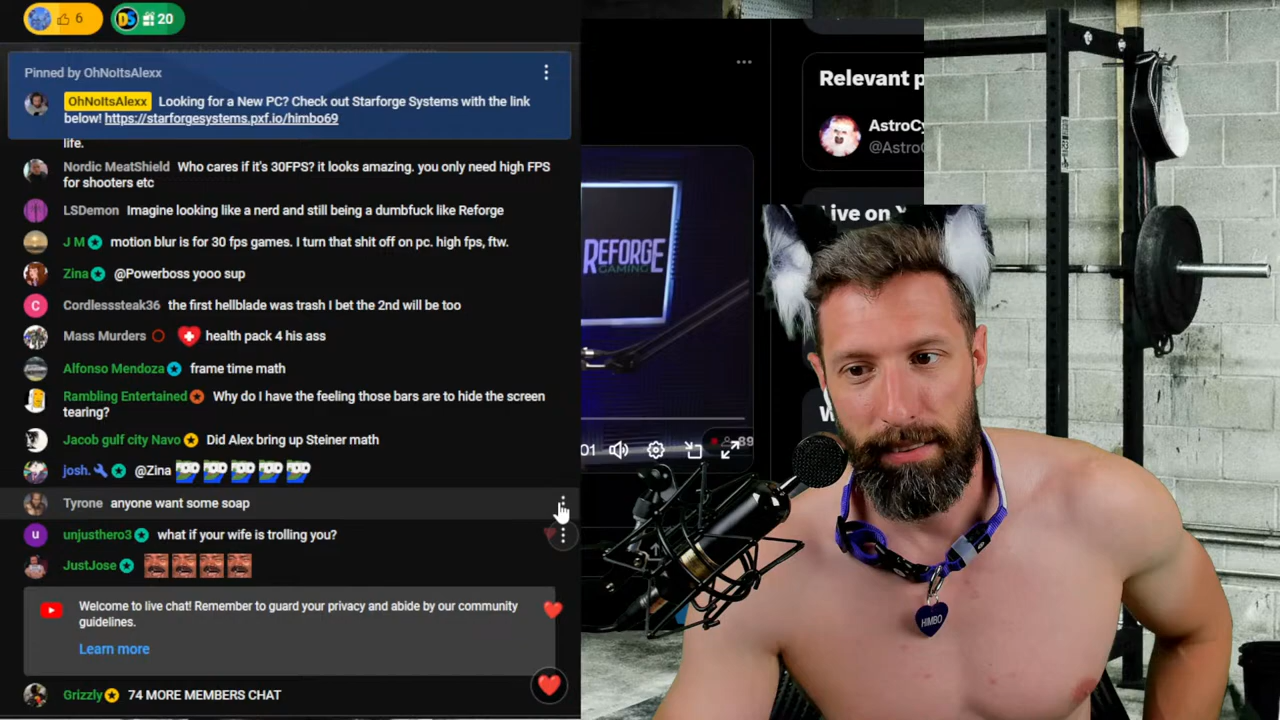 6
20
Pinned by OhNoItsAlexx
OhNoItsAlexx Looking for a New PC? Check out Starforge Systems with the link
below! https://starforgesystems.pxf.io/himbo69
life.
Nordic MeatShield Who cares if it's 30FPS? it looks amazing. you only need high FPS
for shooters etc
LSDemon Imagine looking like a nerd and still being a dumbfuck like Reforge
J M motion blur is for 30 fps games. I turn that shit off on pc. high fps, ftw.
Zina @Powerboss yooo sup
C Cordlesssteak36 the first hellblade was trash I bet the 2nd will be too
Mass Murders health pack 4 his ass
Alfonso Mendoza frame time math
Rambling Entertained Why do I have the feeling those bars are to hide the screen
tearing?
Jacob gulf city Navo Did Alex bring up Steiner math
josh. @Zina
Tyrone anyone want some soap
u unjusthero3 what if your wife is trolling you?
JustJose
Welcome to live chat! Remember to guard your privacy and abide by our community
guidelines.
Learn more
Grizzly 74 MORE MEMBERS CHAT
REFORGE
GAMING
01
89
Relevant p
AstroCy
@Astro
Live on
HIMBO